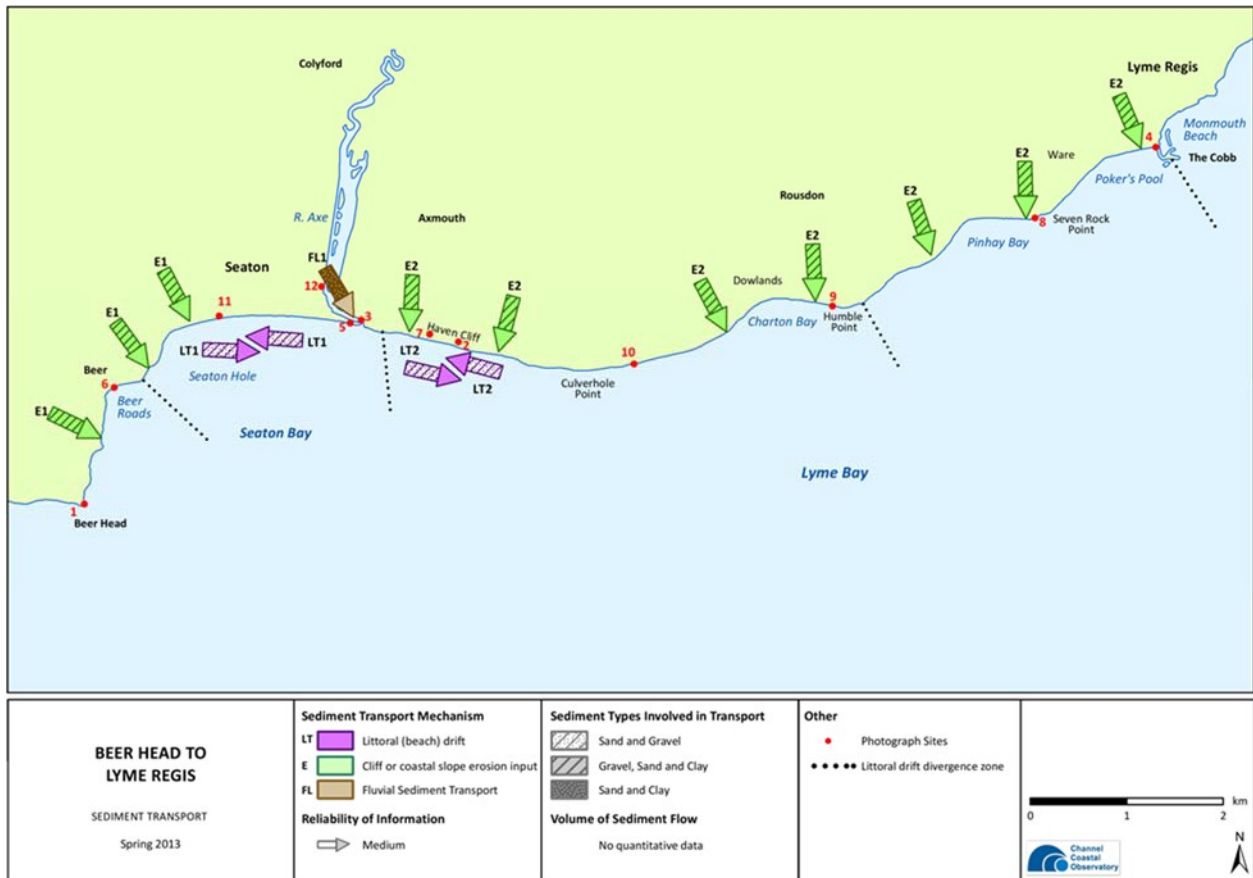 Colyford
Lyme Regis
E2
4
Monmouth
Beach
The Cobb
Ware
E2
Poker's Pool
8
Seven Rock
Point
Rousdon
E2
Pinhay Bay
R. Axe
Axmouth
FL1
E2
E2
E2
E2
Dowlands
9
Humble
Point
Charton Bay
E1
Seaton
12
11
3
5
7
Haven Cliff
2
E1
LT1
LT1
LT2
LT2
10
Culverhole
Point
Beer
6
Seaton Hole
Beer
Roads
E1
Seaton Bay
Lyme Bay
1
Beer Head
BEER HEAD TO
LYME REGIS
SEDIMENT TRANSPORT
Spring 2013
Sediment Transport Mechanism
LT Littoral (beach) drift
E Cliff or coastal slope erosion input
FL Fluvial Sediment Transport
Reliability of Information
Medium
Sediment Types Involved in Transport
Sand and Gravel
Gravel, Sand and Clay
Sand and Clay
Volume of Sediment Flow
No quantitative data
Other
Photograph Sites
Littoral drift divergence zone
km
0 1 2
N
Channel
Coastal
Observatory